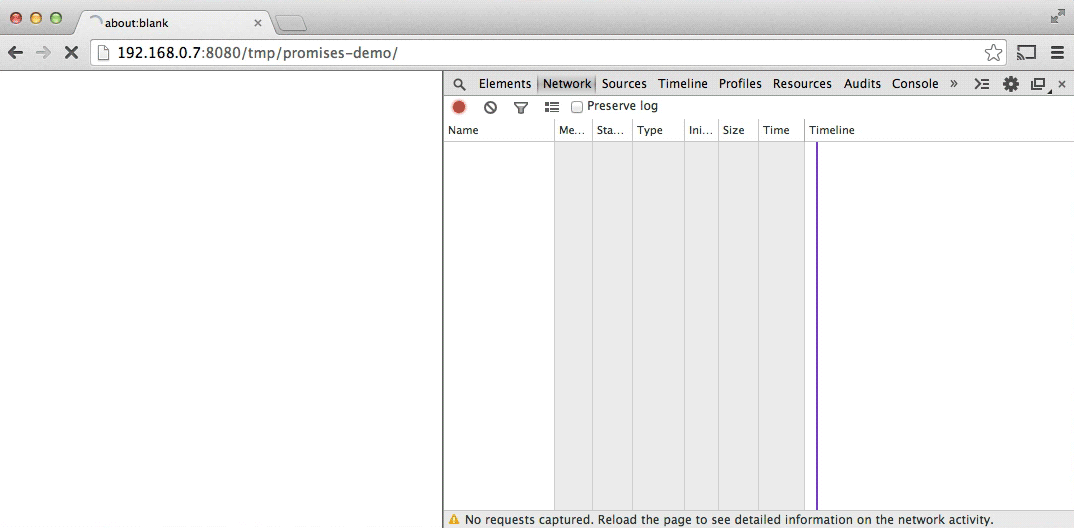 about:blank
192.168.0.7:8080/tmp/promises-demo/
Elements Network Sources Timeline Profiles Resources Audits Console »
Preserve log
Name Me... Sta... Type Ini... Size Time Timeline
No requests captured. Reload the page to see detailed information on the network activity.